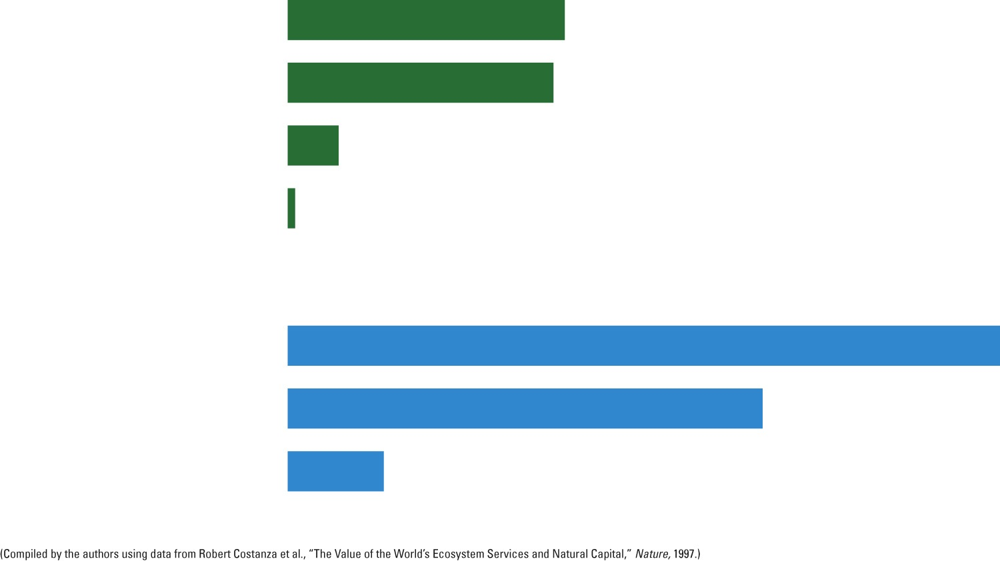 (Compiled by the authors using data from Robert Costanza et al., “The Value of the World’s Ecosystem Services and Natural Capital,” Nature, 1997.)